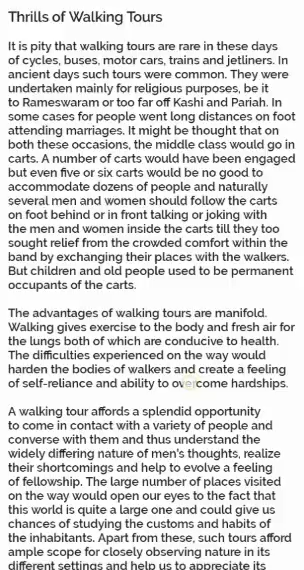 Thrills of Walking Tours
It is pity that walking tours are rare in these days
of cycles, buses, motor cars, trains and jetliners. In
ancient days such tours were common. They were
undertaken mainly for religious purposes, be it
to Rameswaram or too far off Kashi and Pariah. In
some cases for people went long distances on foot
attending marriages. It might be thought that on
both these occasions, the middle class would go in
carts. A number of carts would have been engaged
but even five or six carts would be no good to
accommodate dozens of people and naturally
several men and women should follow the carts
on foot behind or in front talking or joking with
the men and women inside the carts till they too
sought relief from the crowded comfort within the
band by exchanging their places with the walkers.
But children and old people used to be permanent
occupants of the carts.
The advantages of walking tours are manifold.
Walking gives exercise to the body and fresh air for
the lungs both of which are conducive to health.
The difficulties experienced on the way would
harden the bodies of walkers and create a feeling
of self-reliance and ability to overcome hardships.
A walking tour affords a splendid opportunity
to come in contact with a variety of people and
converse with them and thus understand the
widely differing nature of men's thoughts, realize
their shortcomings and help to evolve a feeling
of fellowship. The large number of places visited
on the way would open our eyes to the fact that
this world is quite a large one and could give us
chances of studying the customs and habits of
the inhabitants. Apart from these, such tours afford
ample scope for closely observing nature in its
different settings and help us to appreciate its